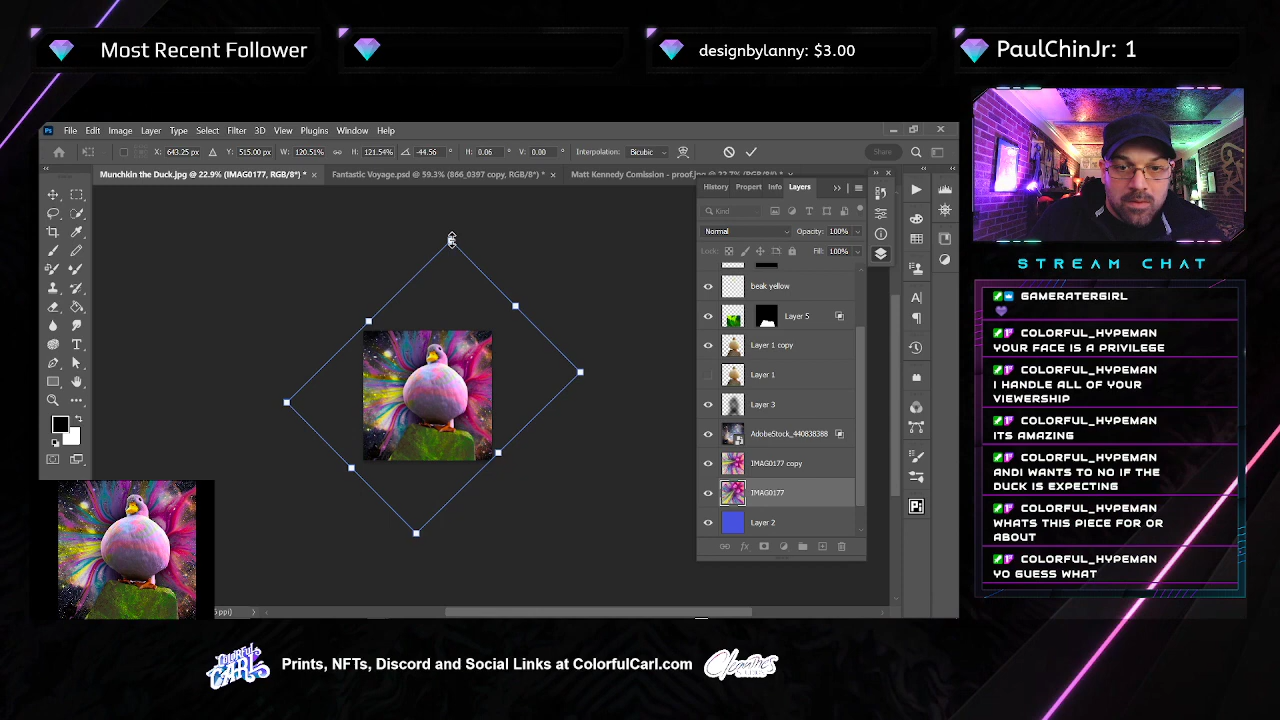 Most Recent Follower
designbylanny: $3.00
PaulChinJr: 1
Ps File Edit Image Layer Type Select Filter 3D View Plugins Window Help
X: 643.25 px Y: 515.00 px W: 120.51% H: 121.54% -44.56 ° H: 0.06 ° V: 0.00 ° Interpolation: Bicubic Share
Munchkin the Duck.jpg @ 22.9% (IMAG0177, RGB/8*) * × Fantastic Voyage.psd @ 59.3% (866_0397 copy, RGB/8*) * × Matt Kennedy Comission - proof.jpg
History Propert Info Layers
Kind
Normal Opacity: 100%
Lock: Fill: 100%
beak yellow
Layer 5
Layer 1 copy
Layer 1
Layer 3
AdobeStock_440838388
IMAG0177 copy
IMAG0177
Layer 2
fx
Pi
ppi)
STREAM CHAT
GAMERATERGIRL
COLORFUL_HYPEMAN
YOUR FACE IS A PRIVILEGE
COLORFUL_HYPEMAN
I HANDLE ALL OF YOUR
VIEWERSHIP
COLORFUL_HYPEMAN
ITS AMAZING
COLORFUL_HYPEMAN
ANDI WANTS TO NO IF THE
DUCK IS EXPECTING
COLORFUL_HYPEMAN
WHATS THIS PIECE FOR OR
ABOUT
COLORFUL_HYPEMAN
YO GUESS WHAT
COLORFUL CARL
Prints, NFTs, Discord and Social Links at ColorfulCarl.com